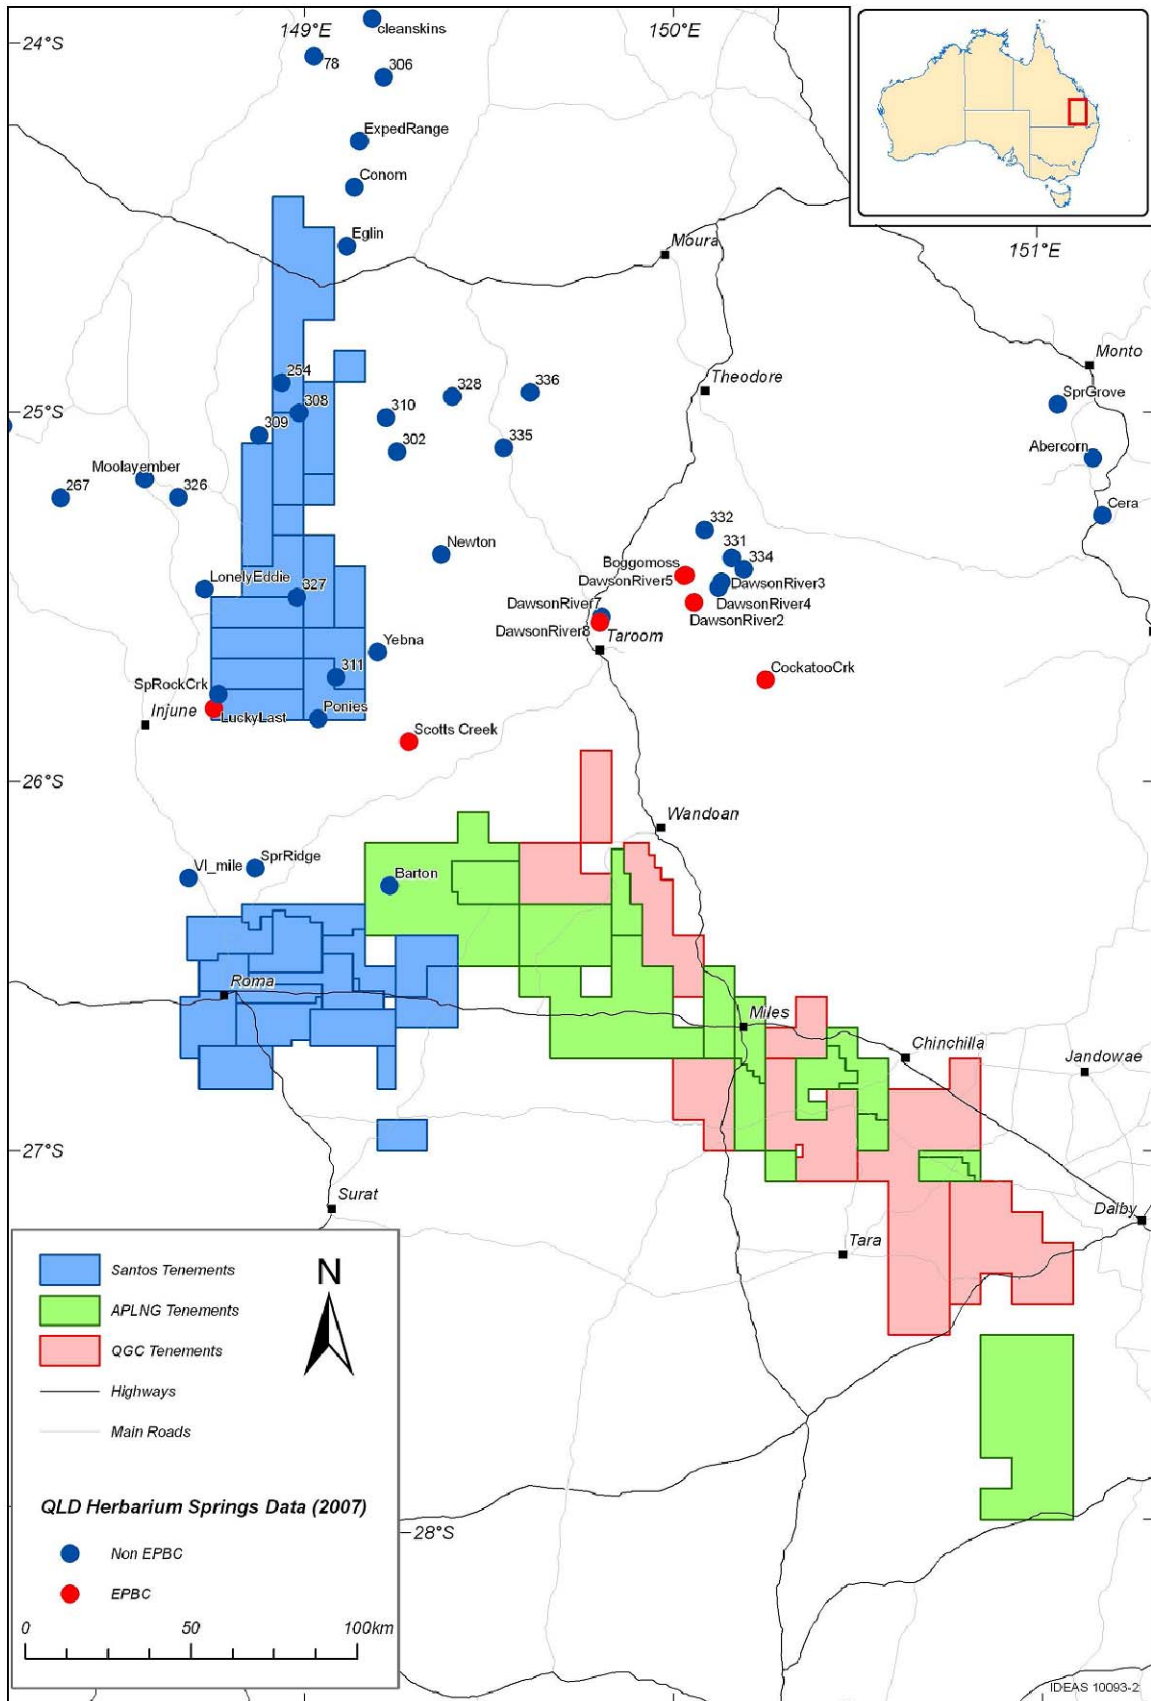 cleanskins
149°E
150°E
24°S
78
306
ExpedRange
Conom
Eglin
Moura
151°E
Monto
254
328
336
Theodore
SprGrove
308
310
25°S
309
302
335
Abercorn
Moolayember
267
326
Cera
332
331
Newton
334
Boggomoss
DawsonRiver5
DawsonRiver3
LonelyEddie
327
DawsonRiver7
DawsonRiver4
DawsonRiver2
DawsonRiver8
Taroom
Yebna
311
CockatooCrk
SpRockCrk
Injune
LuckyLast
Ponies
Scotts Creek
26°S
Wandoan
VI_mile
SprRidge
Barton
Roma
Miles
Chinchilla
Jandowae
27°S
Surat
Dalby
Tara
Santos Tenements
N
APLNG Tenements
QGC Tenements
Highways
Main Roads
QLD Herbarium Springs Data (2007)
28°S
Non EPBC
EPBC
0 50 100km
IDEAS 10093-2